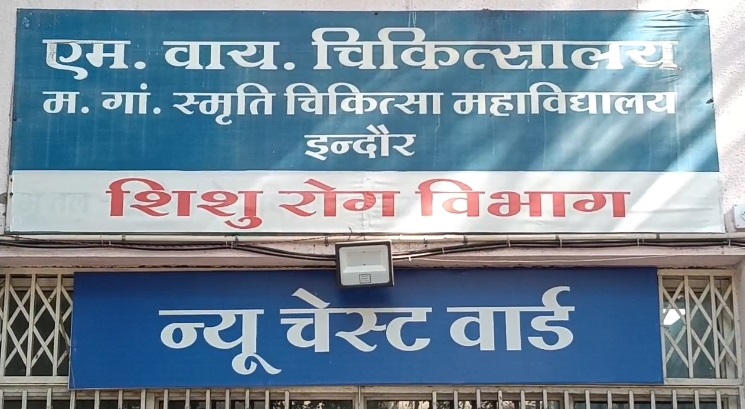 एम. वाय. चिकित्सालय
म. गां. स्मृति चिकित्सा महाविद्यालय
इन्दौर
शिशु रोग विभाग
न्यू चेस्ट वार्ड